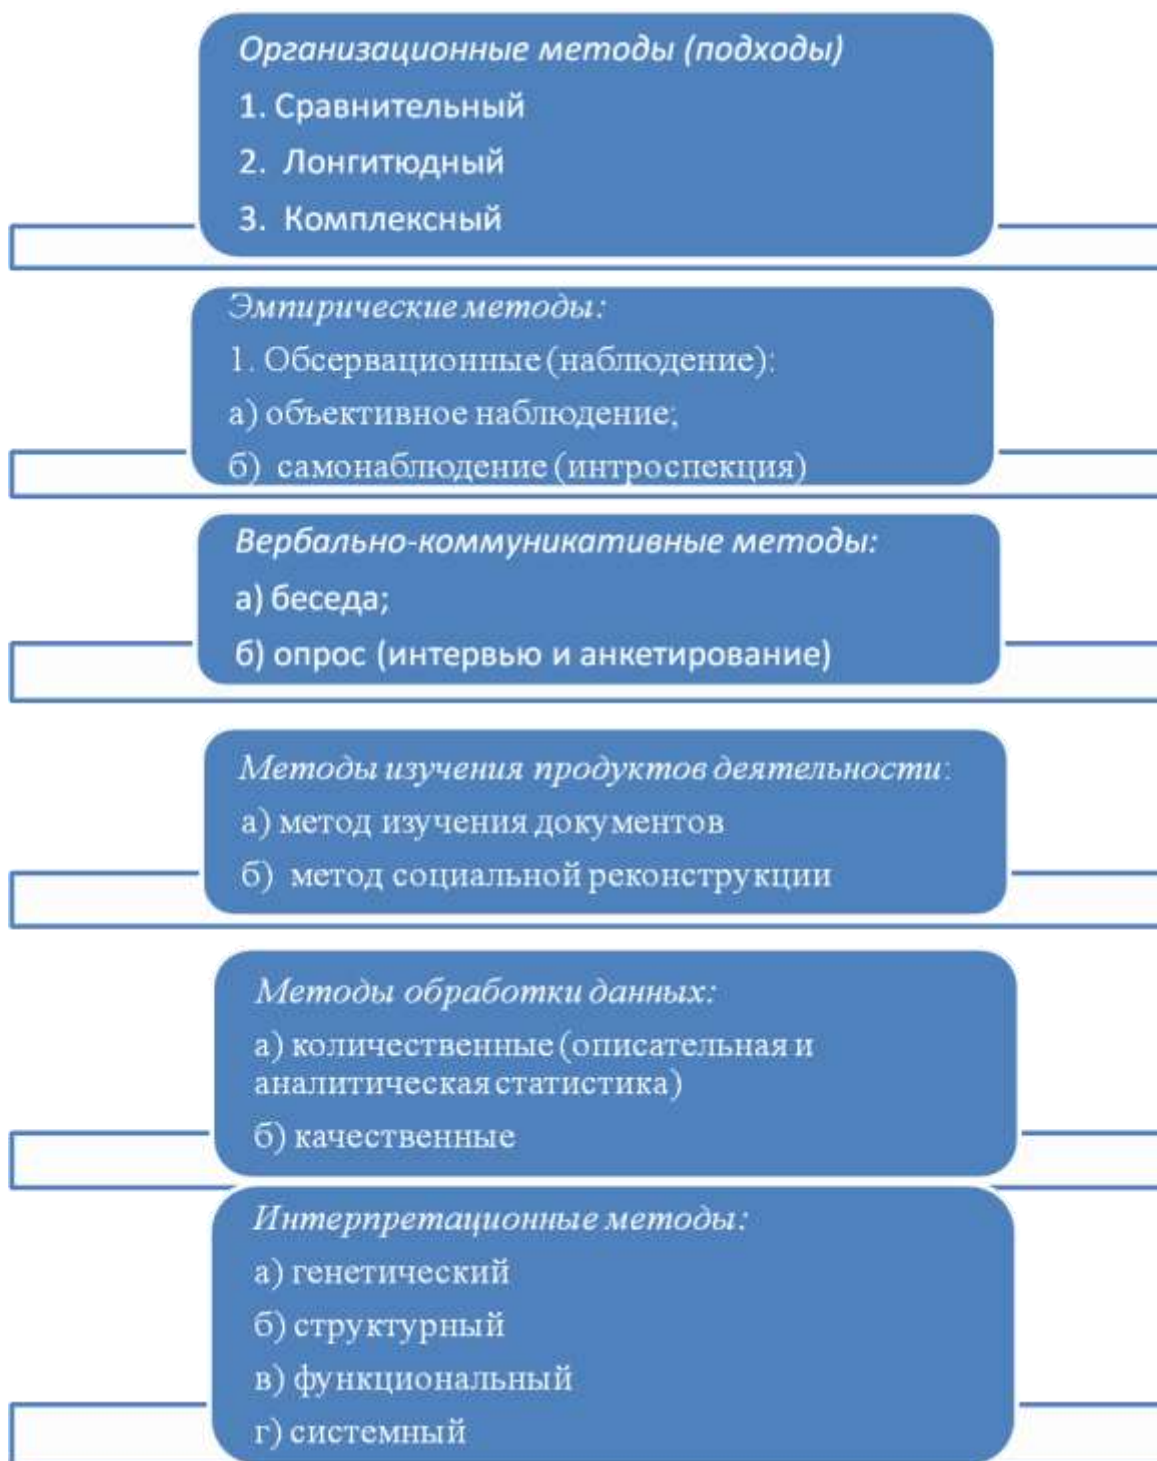 Организационные методы (подходы)
1. Сравнительный
2. Лонгитюдный
3. Комплексный
Эмпирические методы:
1. Обсервационные (наблюдение):
а) объективное наблюдение;
б) самонаблюдение (интроспекция)
Вербально-коммуникативные методы:
а) беседа;
б) опрос (интервью и анкетирование)
Методы изучения продуктов деятельности:
а) метод изучения документов
б) метод социальной реконструкции
Методы обработки данных:
а) количественные (описательная и
аналитическая статистика)
б) качественные
Интерпретационные методы:
а) генетический
б) структурный
в) функциональный
г) системный